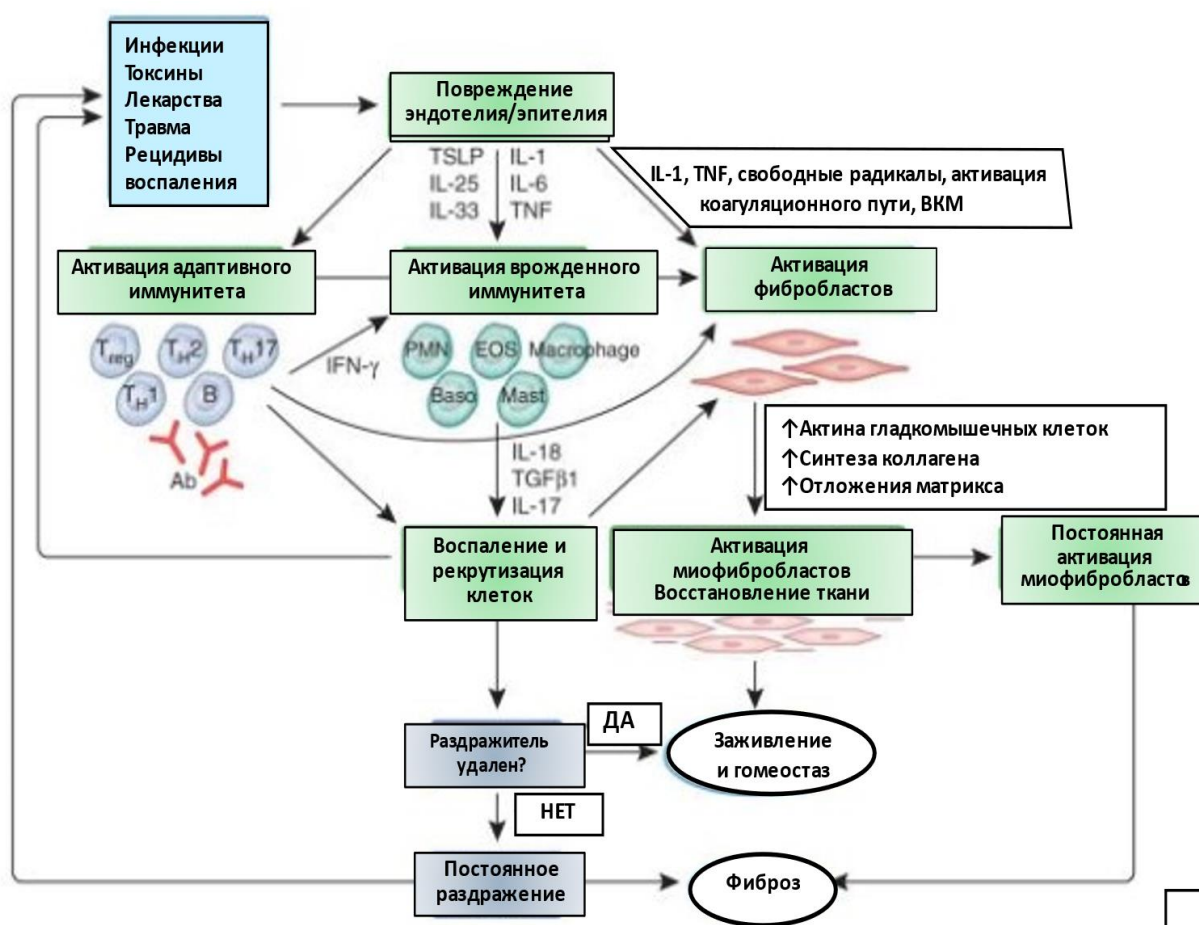 Инфекции
Токсины
Лекарства
Травма
Рецидивы
воспаления
Повреждение
эндотелия/эпителия
TSLP
IL-25
IL-33
IL-1
IL-6
TNF
IL-1, TNF, свободные радикалы, активация
коагуляционного пути, ВКМ
Активация адаптивного
иммунитета
Активация врожденного
иммунитета
Активация
фибробластов
Treg
TH2
TH17
TH1
B
Ab
IFN-γ
PMN
EOS
Macrophage
Baso
Mast
IL-18
TGFβ1
IL-17
↑Актина гладкомышечных клеток
↑Синтеза коллагена
↑Отложения матрикса
Воспаление и
рекрутизация
клеток
Активация
миофибробластов
Восстановление ткани
Постоянная
активация
миофибробластов
Раздражитель
удален?
ДА
Заживление
и гомеостаз
НЕТ
Постоянное
раздражение
Фиброз